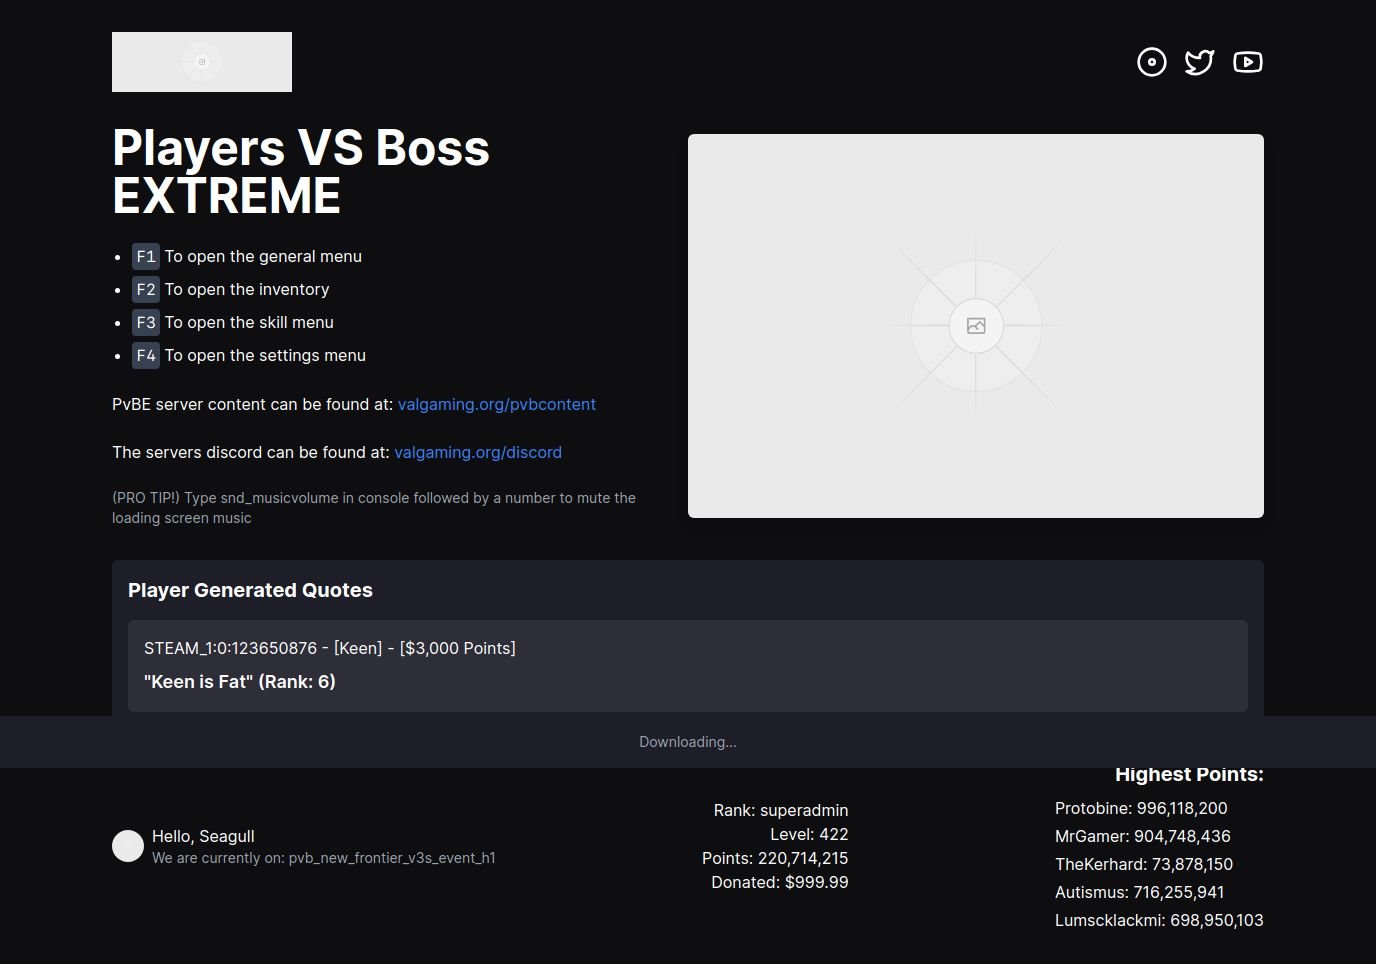 Players VS Boss
EXTREME
F1 To open the general menu
F2 To open the inventory
F3 To open the skill menu
F4 To open the settings menu
PvBE server content can be found at: valgaming.org/pvbcontent
The servers discord can be found at: valgaming.org/discord
(PRO TIP!) Type snd_musicvolume in console followed by a number to mute the
loading screen music
Player Generated Quotes
STEAM_1:0:123650876 - [Keen] - [$3,000 Points]
"Keen is Fat" (Rank: 6)
Downloading...
Hello, Seagull
We are currently on: pvb_new_frontier_v3s_event_h1
Rank: superadmin
Level: 422
Points: 220,714,215
Donated: $999.99
Highest Points:
Protobine: 996,118,200
MrGamer: 904,748,436
TheKerhard: 73,878,150
Autismus: 716,255,941
Lumscklackmi: 698,950,103